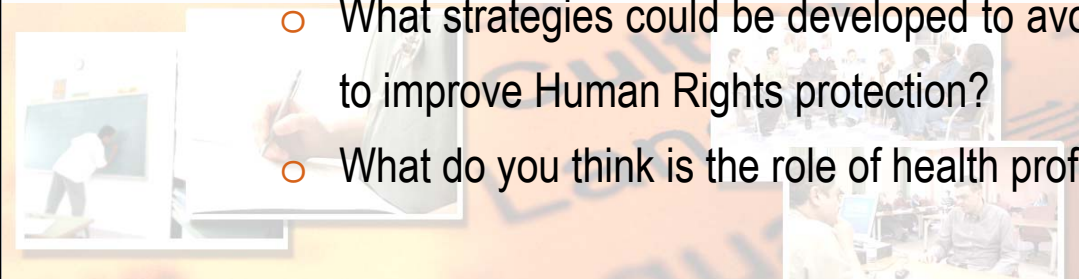 o What strategies could be developed to avo
to improve Human Rights protection?
o What do you think is the role of health prof